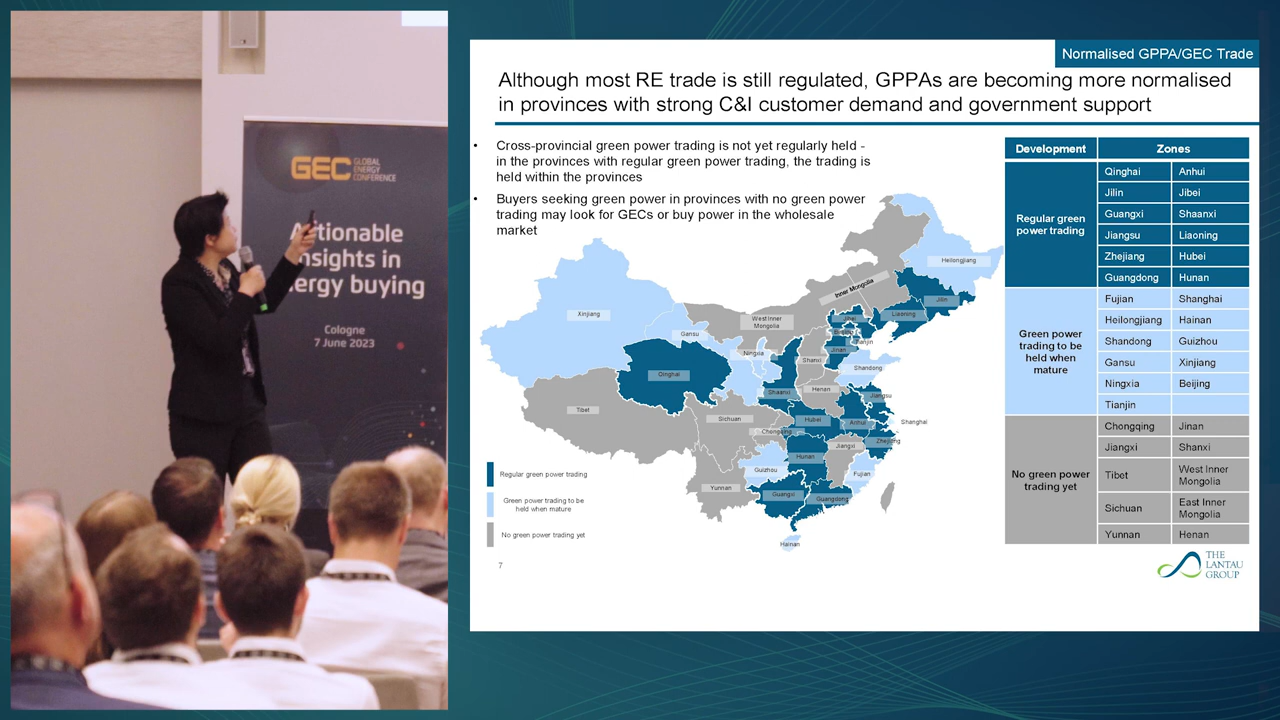 GEC GLOBAL
ENERGY
CONFERENCE
Actionable
insights in
energy buying
Cologne
7 June 2023
Normalised GPPA/GEC Trade
Although most RE trade is still regulated, GPPAs are becoming more normalised
in provinces with strong C&I customer demand and government support
• Cross-provincial green power trading is not yet regularly held -
in the provinces with regular green power trading, the trading is
held within the provinces
• Buyers seeking green power in provinces with no green power
trading may look for GECs or buy power in the wholesale
market
Heilongjiang
Inner Mongolia
Jilin
Xinjiang
West Inner
Mongolia
Jibei
Liaoning
Gansu
Beijing
Tianjin
Ningxia
Jinan
Shanxi
Shandong
Qinghai
Shaanxi
Henan
Jiangsu
Tibet
Sichuan
Hubei
Anhui
Shanghai
Chongqing
Zhejiang
Jiangxi
Hunan
Guizhou
Fujian
Yunnan
Guangxi
Guangdong
Hainan
Regular green power trading
Green power trading to be
held when mature
No green power trading yet
7
Development Zones
Regular green
power trading
Qinghai Anhui
Jilin Jibei
Guangxi Shaanxi
Jiangsu Liaoning
Zhejiang Hubei
Guangdong Hunan
Green power
trading to be
held when
mature
Fujian Shanghai
Heilongjiang Hainan
Shandong Guizhou
Gansu Xinjiang
Ningxia Beijing
Tianjin
No green power
trading yet
Chongqing Jinan
Jiangxi Shanxi
Tibet West Inner
Mongolia
Sichuan East Inner
Mongolia
Yunnan Henan
THE
LANTAU
GROUP